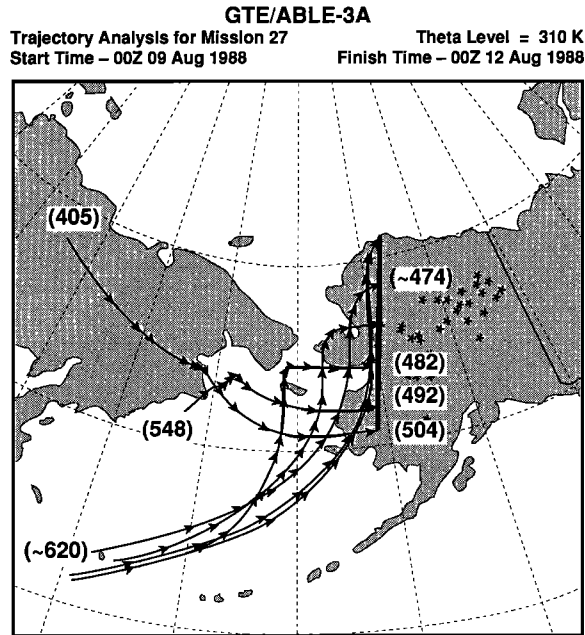 GTE/ABLE-3A
Trajectory Analysis for Mission 27 Theta Level = 310 K
Start Time – 00Z 09 Aug 1988 Finish Time – 00Z 12 Aug 1988
(405)
(~474)
(482)
(492)
(548)
(504)
(~620)